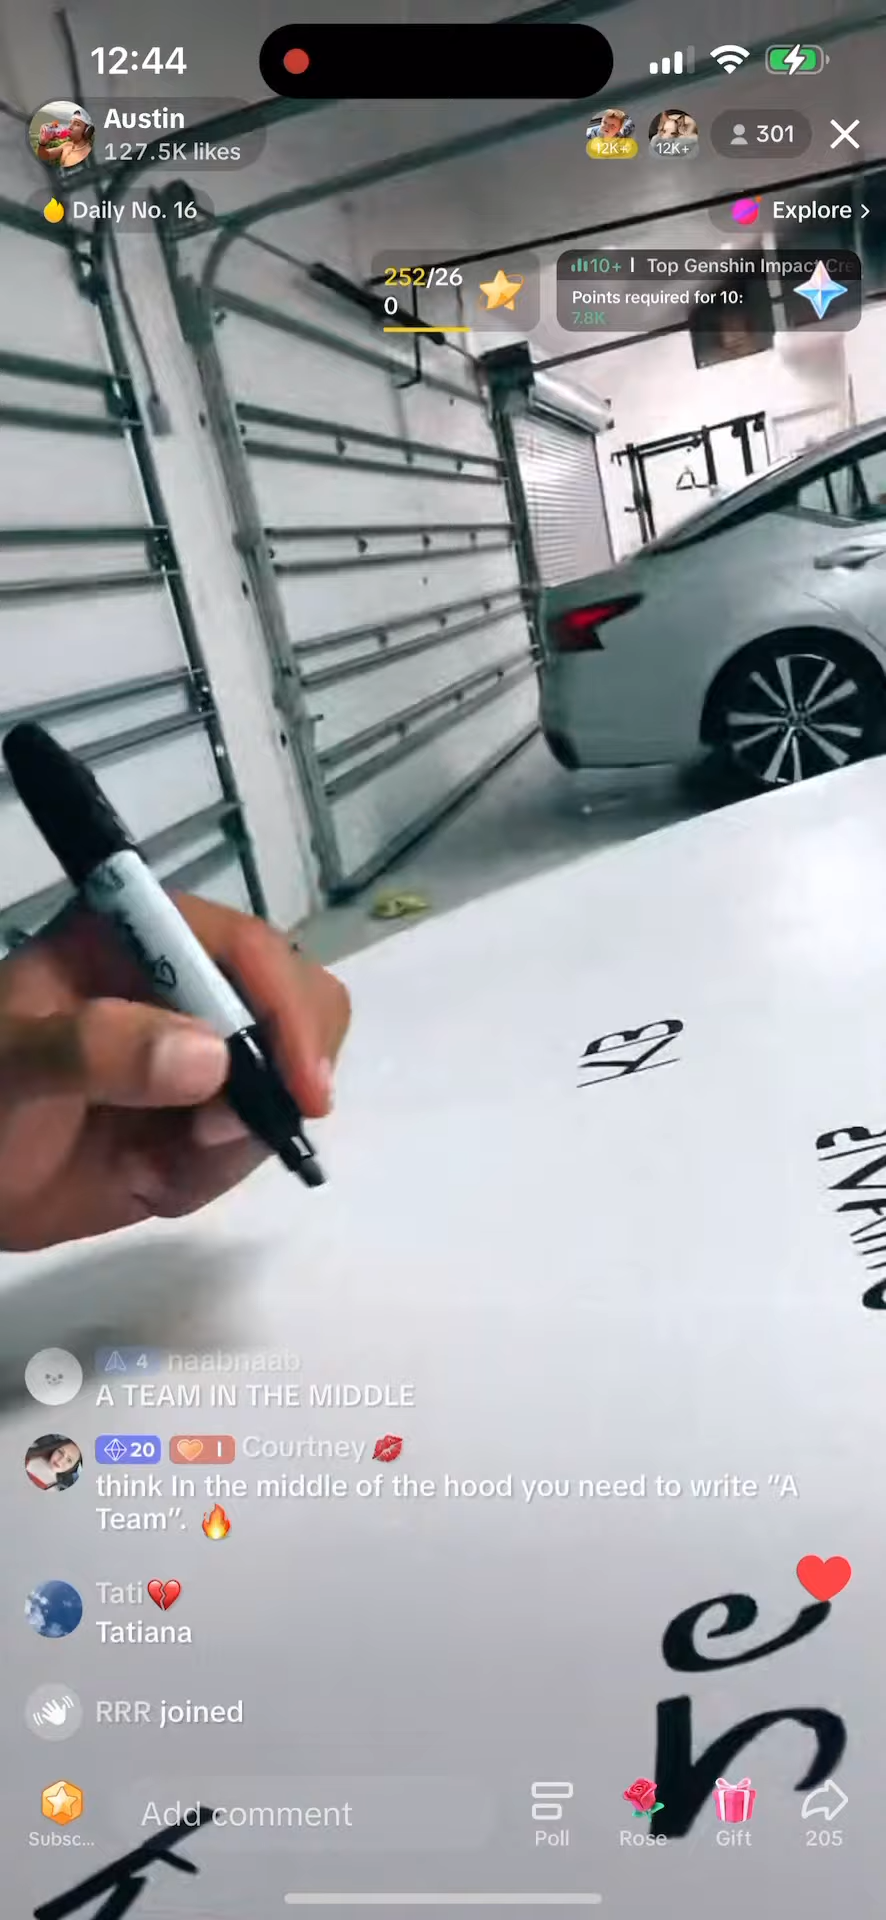 12:44
Austin
127.5K likes
12K+
12K+
301
Daily No. 16
Explore >
252/26
0
10+ | Top Genshin Impact Cre
Points required for 10:
7.8K
KB
4 naabnaab
A TEAM IN THE MIDDLE
20 I Courtney 💋
think In the middle of the hood you need to write "A
Team". 🔥
Tati💔
Tatiana
RRR joined
Subsc...
Add comment
Poll
Rose
Gift
205